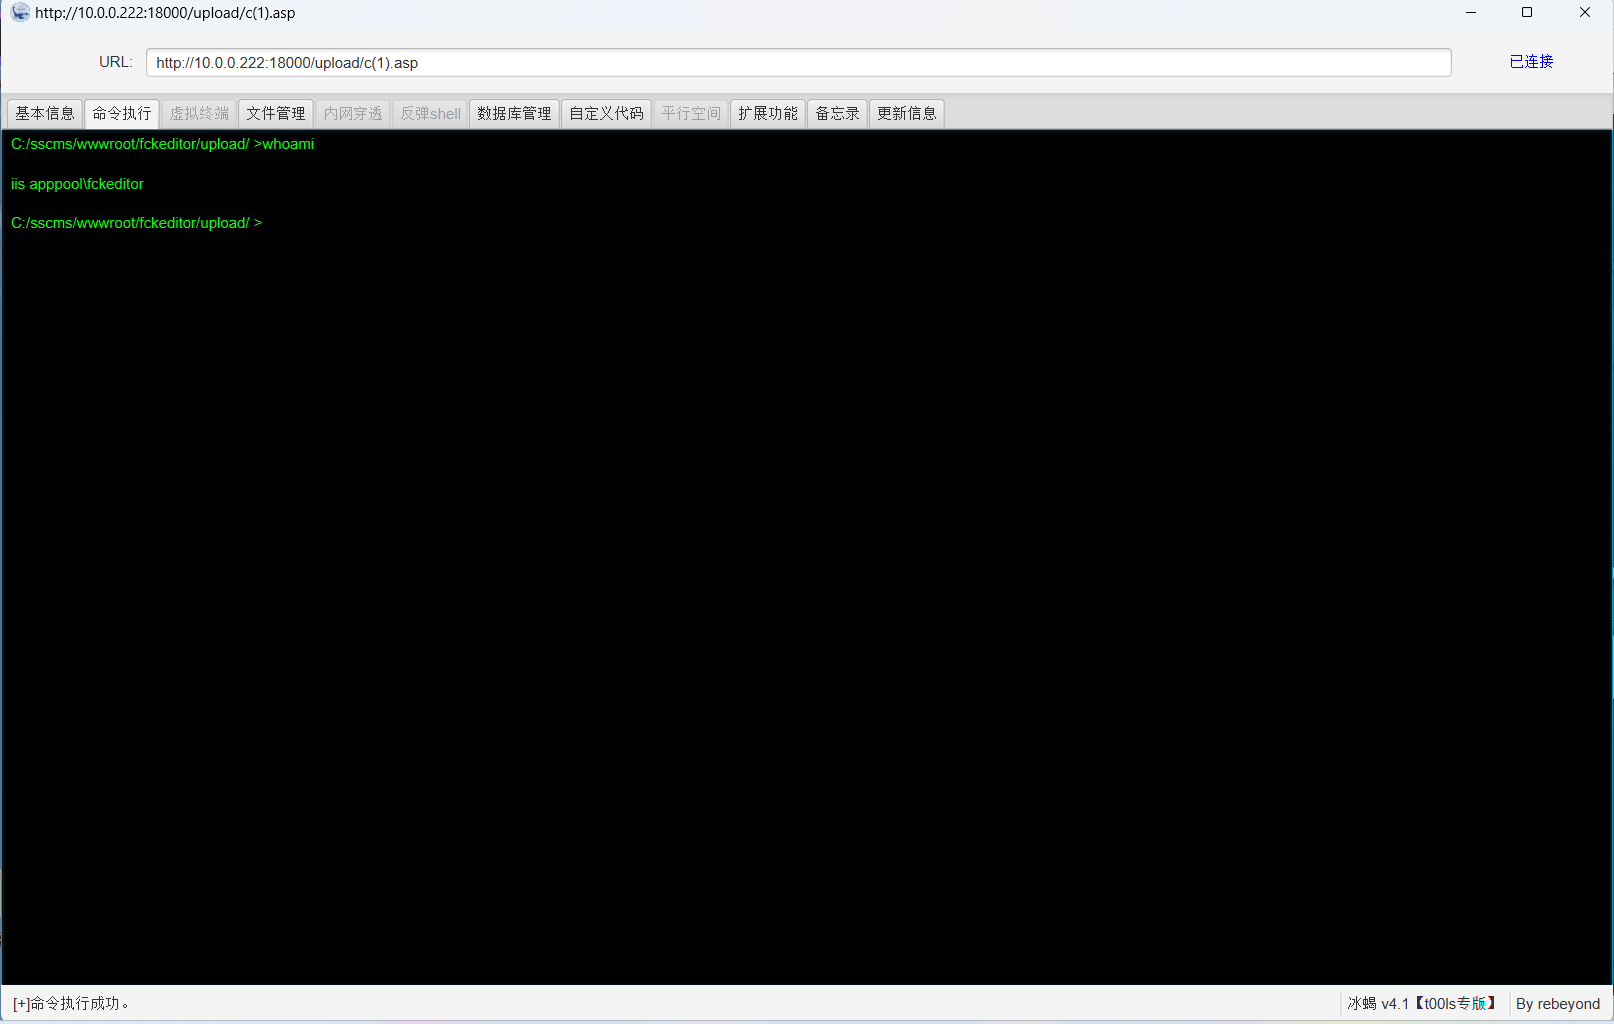 http://10.0.0.222:18000/upload/c(1).asp
URL: http://10.0.0.222:18000/upload/c(1).asp 已连接
基本信息 命令执行 虚拟终端 文件管理 内网穿透 反弹shell 数据库管理 自定义代码 平行空间 扩展功能 备忘录 更新信息
C:/sscms/wwwroot/fckeditor/upload/ >whoami
iis apppool\fckeditor
C:/sscms/wwwroot/fckeditor/upload/ >
[+]命令执行成功。 冰蝎 v4.1【t00ls专版】 By rebeyond